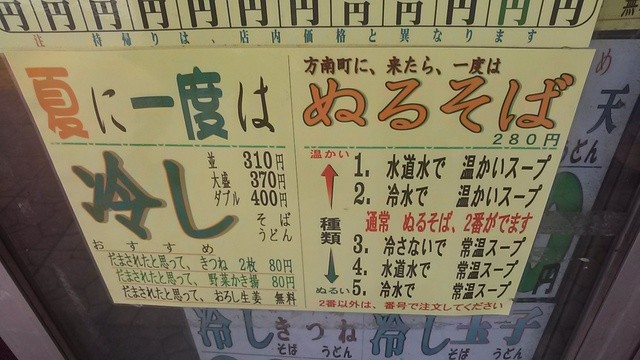 円 円 円 円 円 円 円 円 円 円 円
注 持帰りは、店内価格と異なります
夏に一度は
冷し
並 310円
大盛 370円
ダブル 400円
そば
うどん
おすすめ
だまされたと思って、きつね2枚 80円
だまされたと思って、野菜かき揚 80円
だまされたと思って、おろし生姜 無料
方南町に、来たら、一度は
ぬるそば
280円
温かい
種類
ぬるい
1. 水道水で 温かいスープ
2. 冷水で 温かいスープ
通常 ぬるそば、2番がでます
3. 冷さないで 常温スープ
4. 水道水で 常温スープ
5. 冷水で 常温スープ
2番以外は、番号で注文してください
め
天
うどん
円
冷しきつね 冷し玉子
そば うどん そば うどん